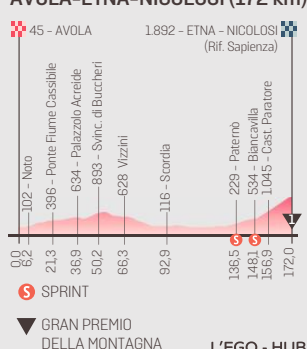 AVOLA-ETNA-NICOLOSI (172 km)
45 - AVOLA
1.892 - ETNA - NICOLOSI
(Rif. Sapienza)
102 - Noto
396 - Ponte Fiume Cassibile
634 - Palazzolo Acreide
893 - Svinc. di Buccheri
628 Vizzini
116 - Scordia
229 - Paternò
534 - Biancavilla
1.045 - Cast. Paratore
1
S
S
0,0
6,2
21,3
36,9
50,2
66,3
92,9
136,5
148,1
156,9
172,0
S SPRINT
GRAN PREMIO
DELLA MONTAGNA
L'EGO - HUB